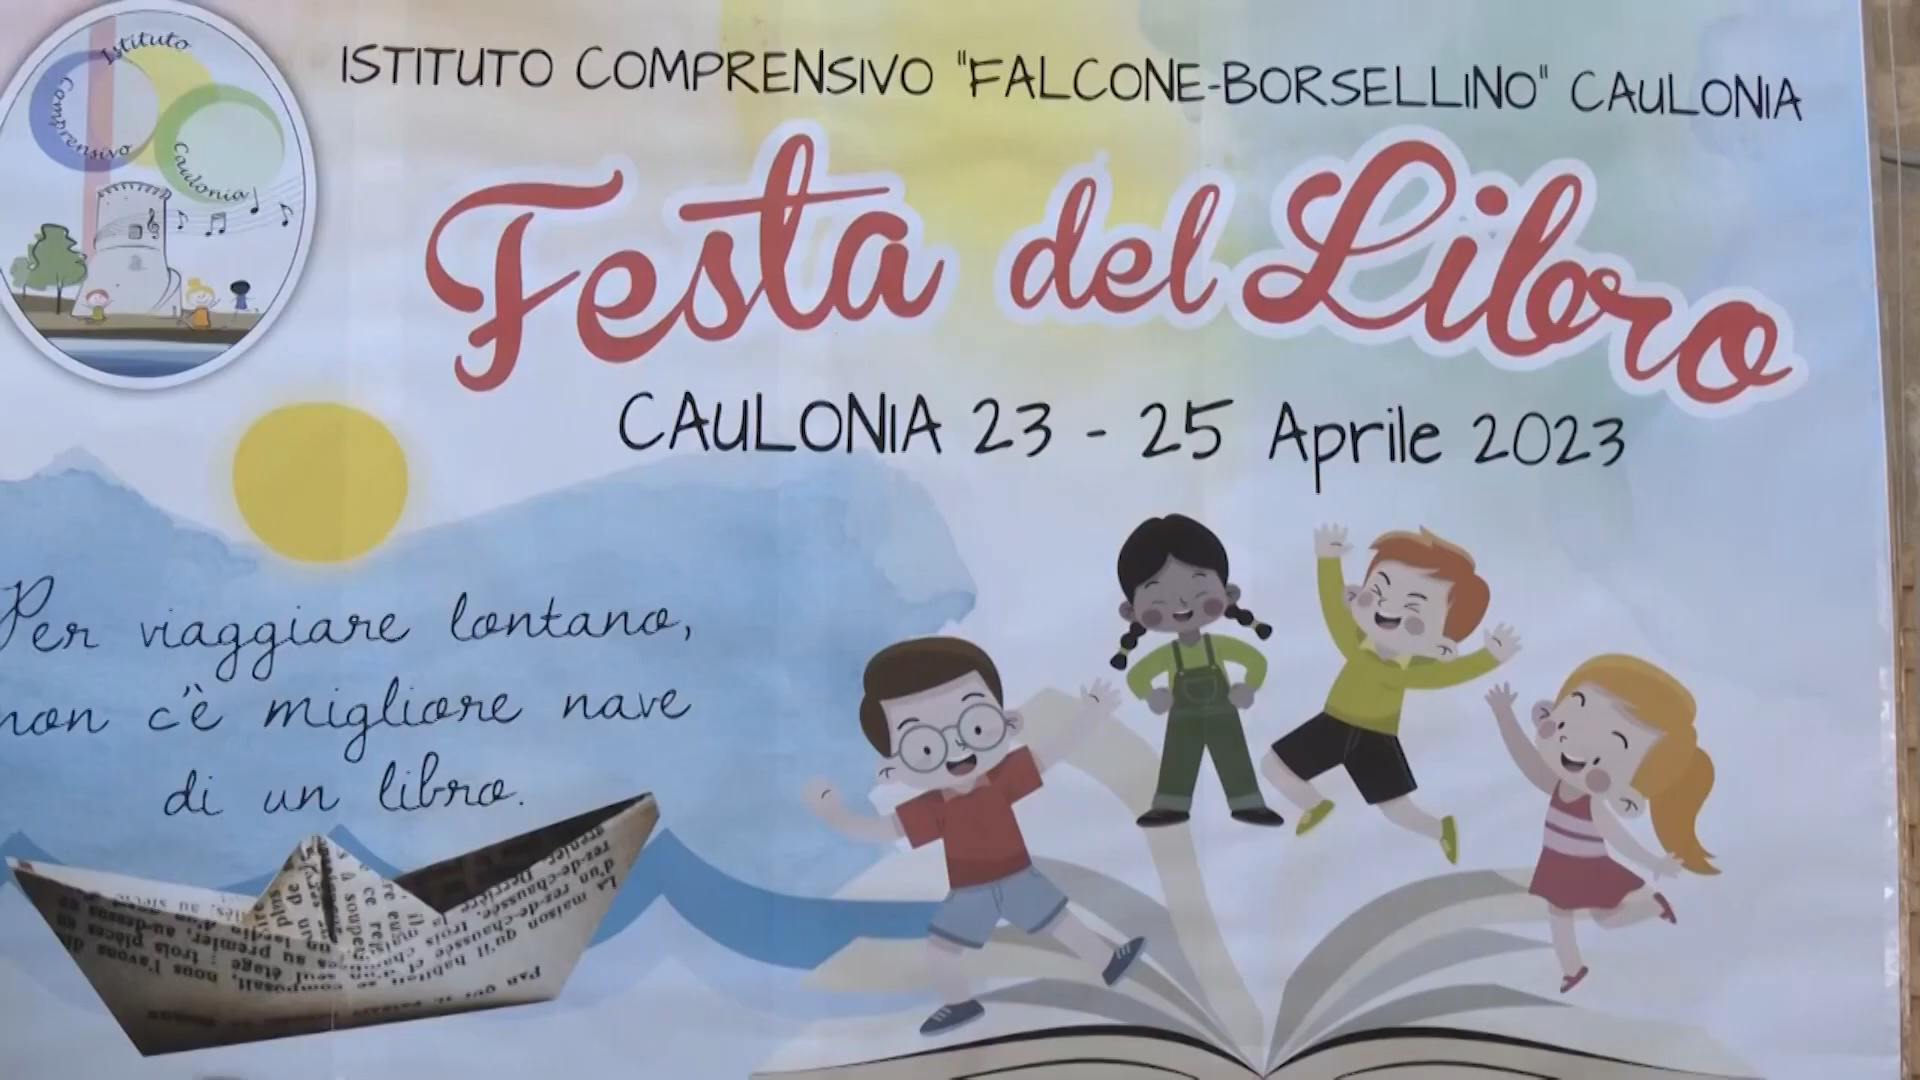 Istituto
Comprensivo
Caulonia
ISTITUTO COMPRENSIVO "FALCONE-BORSELLINO" CAULONIA
Festa del Libro
CAULONIA 23 - 25 Aprile 2023
Per viaggiare lontano,
non c'è migliore nave
di un libro.